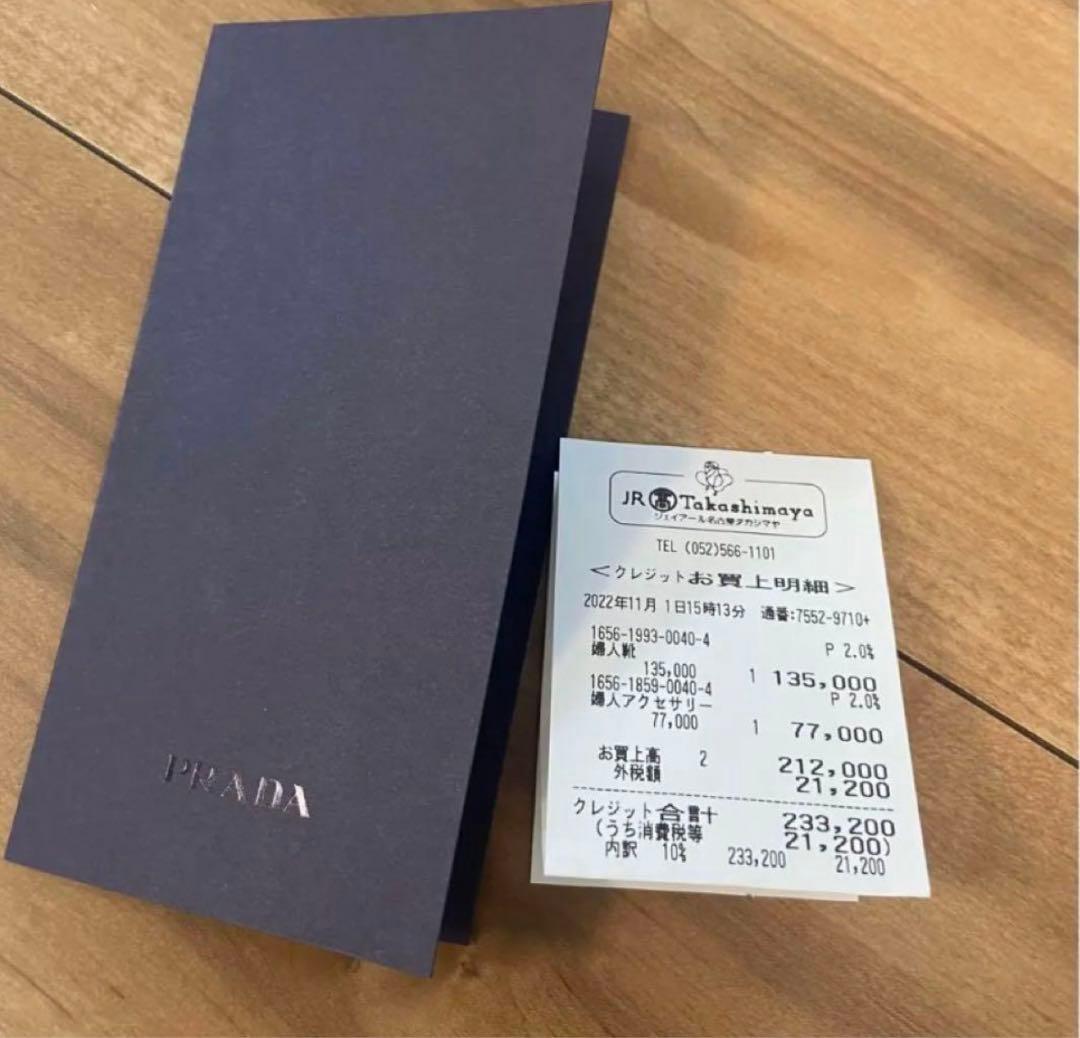 PRADA
JR 髙 Takashimaya
ジェイアール名古屋タカシマヤ
TEL (052)566-1101
<クレジットお買上明細>
2022年11月 1日15時13分 通番:7552-9710+
1656-1993-0040-4 P 2.0%
婦人靴
135,000 1 135,000
1656-1859-0040-4 P 2.0%
婦人アクセサリー
77,000 1 77,000
お買上高 2 212,000
外税額 21,200
クレジット合計 233,200
(うち消費税等 21,200)
内訳 10% 233,200 21,200